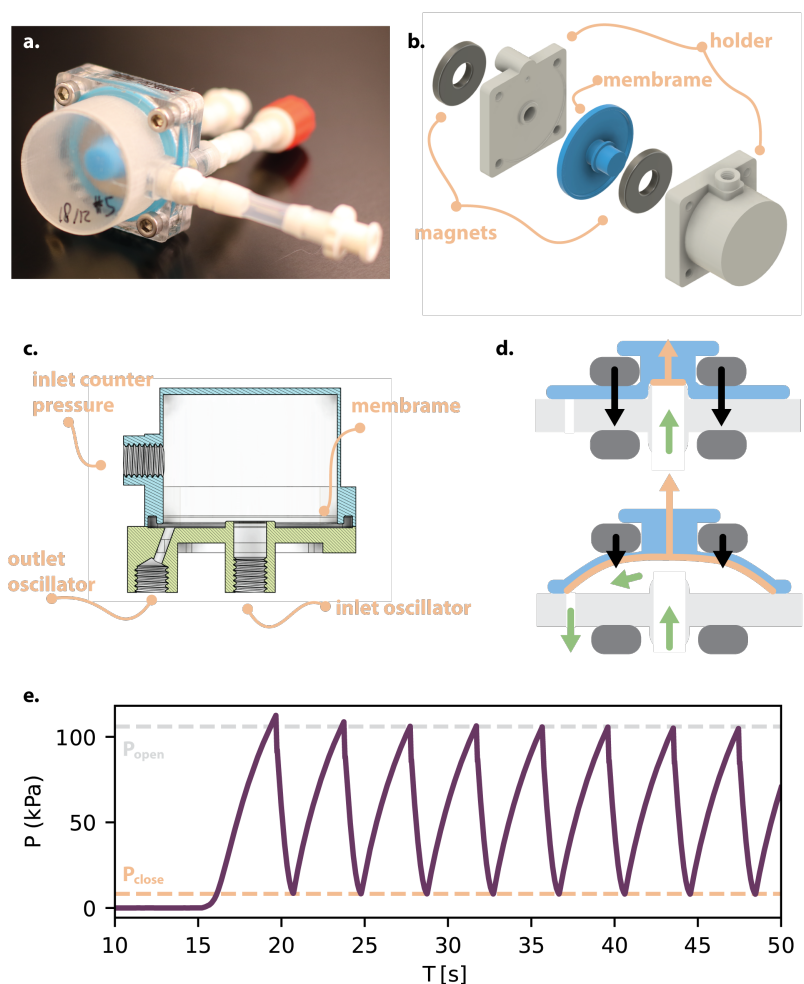 a.
b.
holder
membrame
magnets
c.
inlet counter
pressure
membrame
outlet
oscillator
inlet oscillator
d.
e.
P (kPa)
100
50
0
Popen
Pclose
10
15
20
25
30
35
40
45
50
T [s]